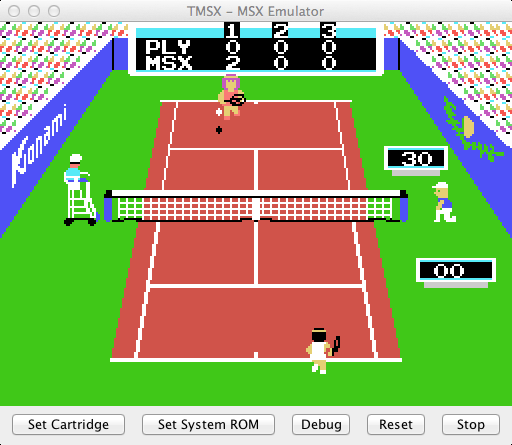 TMSX - MSX Emulator
1 2 3
PLY 0 0 0
MSX 2 0 0
Konami
30
00
Set Cartridge Set System ROM Debug Reset Stop